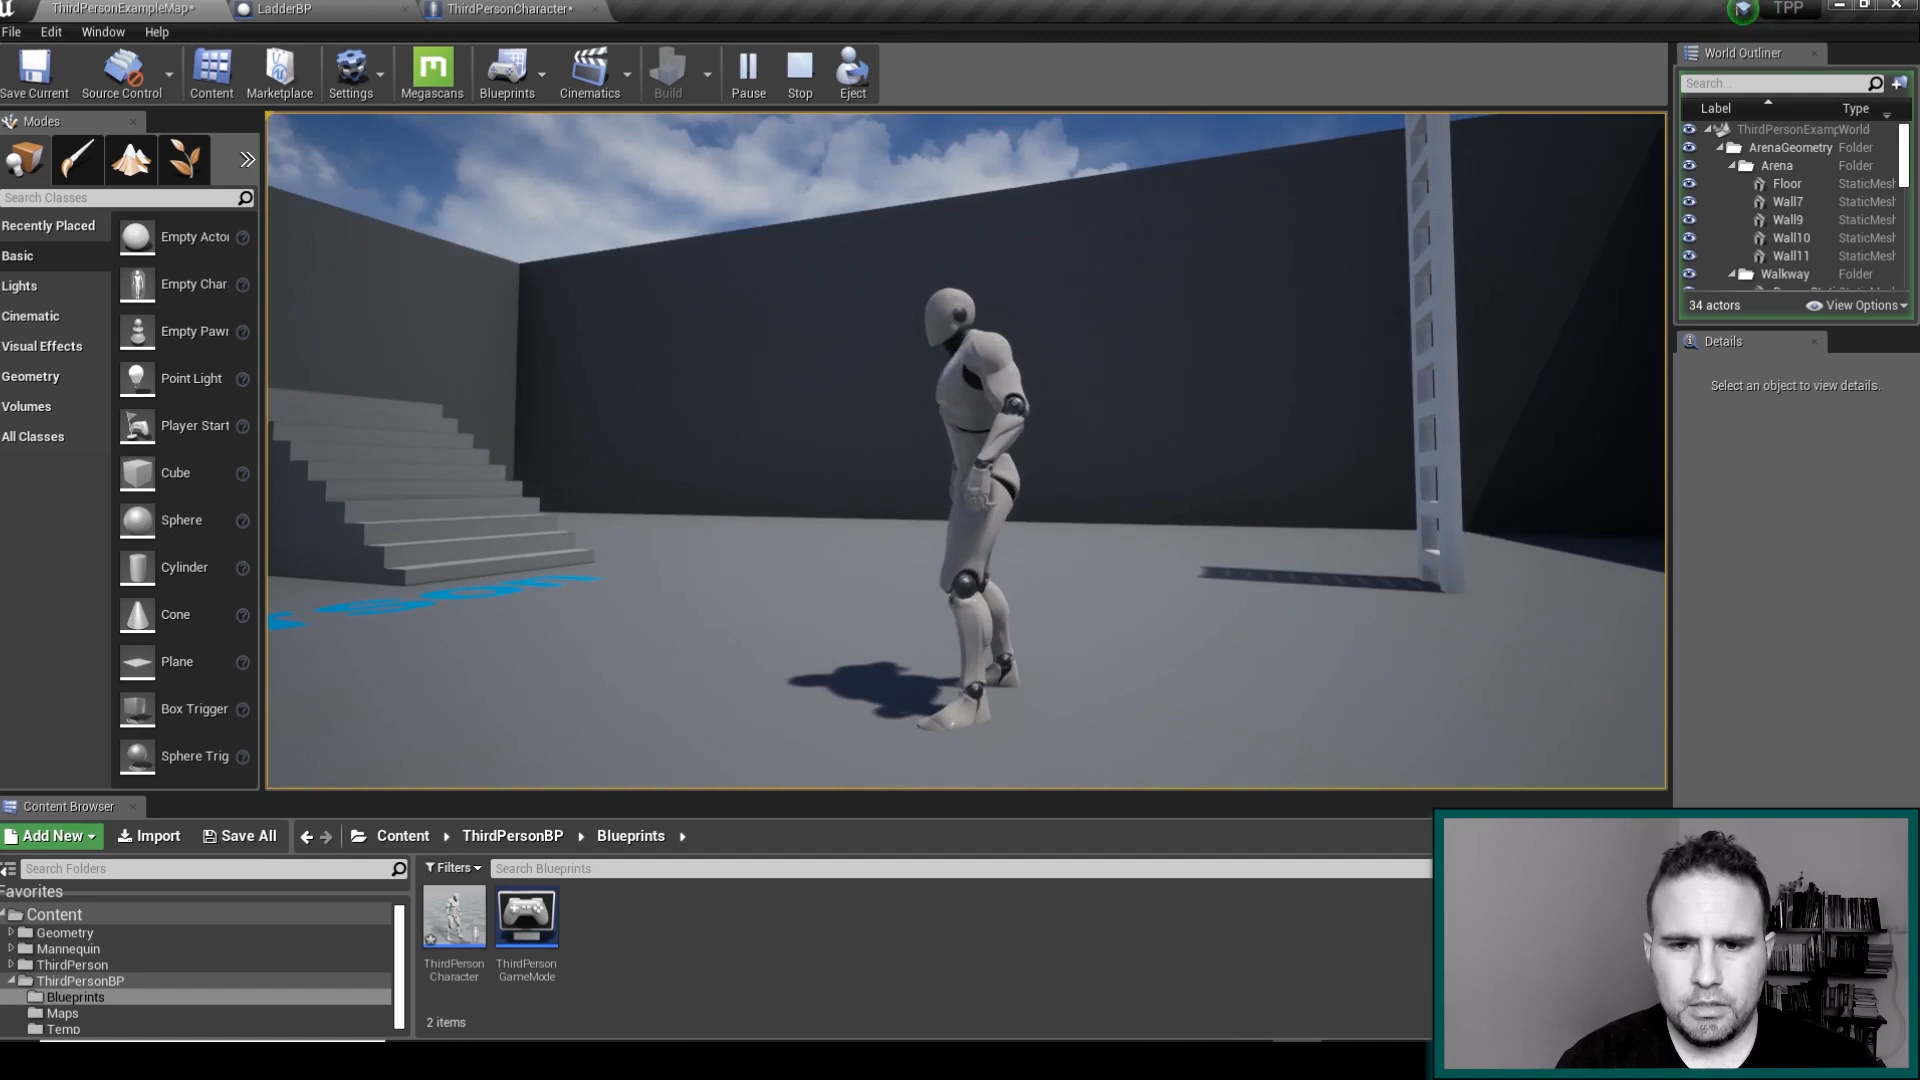 ThirdPersonExampleMap*
LadderBP
ThirdPersonCharacter*
TPP
File Edit Window Help
Save Current
Source Control
Content
Marketplace
Settings
Megascans
Blueprints
Cinematics
Build
Pause
Stop
Eject
Modes
Search Classes
Recently Placed
Basic
Lights
Cinematic
Visual Effects
Geometry
Volumes
All Classes
Empty Actor
Empty Char
Empty Pawn
Point Light
Player Start
Cube
Sphere
Cylinder
Cone
Plane
Box Trigger
Sphere Trig
World Outliner
Search...
Label Type
ThirdPersonExamp World
ArenaGeometry Folder
Arena Folder
Floor StaticMesh
Wall7 StaticMesh
Wall9 StaticMesh
Wall10 StaticMesh
Wall11 StaticMesh
Walkway Folder
34 actors View Options
Details
Select an object to view details.
Content Browser
Add New Import Save All Content ThirdPersonBP Blueprints
Search Folders
Filters Search Blueprints
Favorites
Content
Geometry
Mannequin
ThirdPerson
ThirdPersonBP
Blueprints
Maps
Temp
ThirdPerson
Character
ThirdPerson
GameMode
2 items